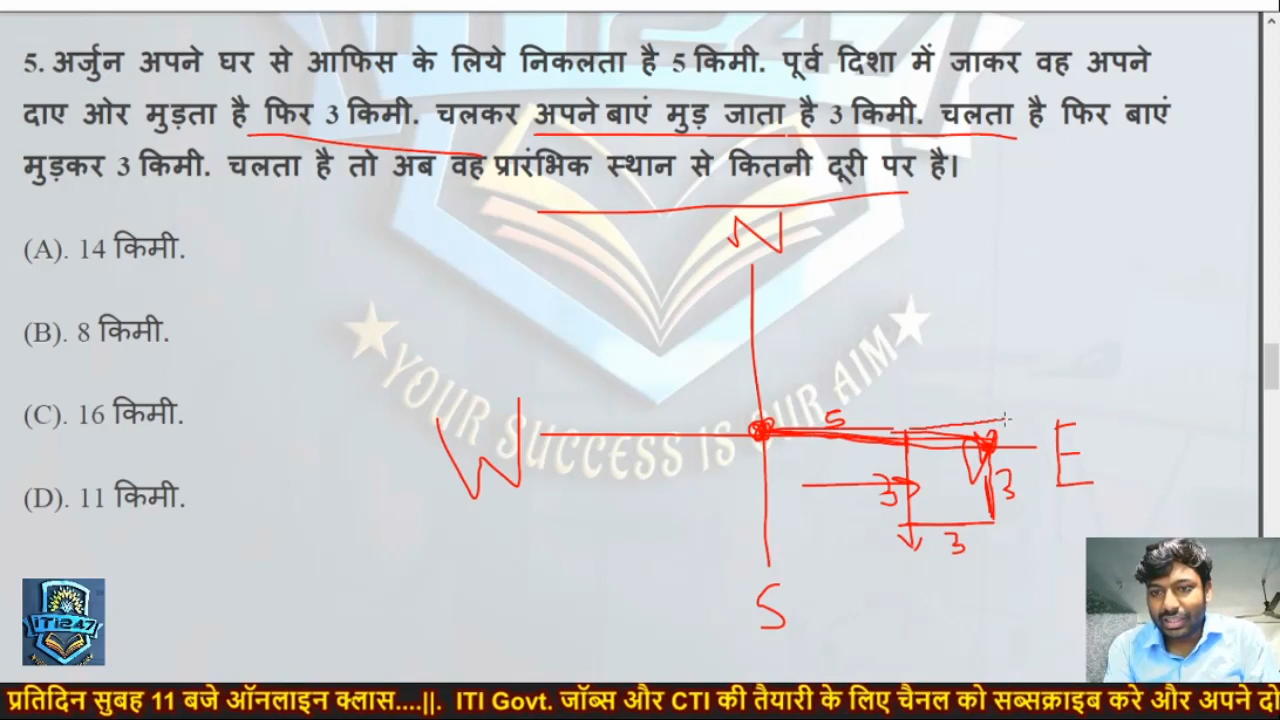 5. अर्जुन अपने घर से आफिस के लिये निकलता है 5 किमी. पूर्व दिशा में जाकर वह अपने
दाए ओर मुड़ता है फिर 3 किमी. चलकर अपने बाएं मुड़ जाता है 3 किमी. चलता है फिर बाएं
मुड़कर 3 किमी. चलता है तो अब वह प्रारंभिक स्थान से कितनी दूरी पर है।
N
(A). 14 किमी.
(B). 8 किमी.
YOUR SUCCESS IS OUR AIM
(C). 16 किमी.
5
W
E
3
3
(D). 11 किमी.
3
S
ITI247
प्रतिदिन सुबह 11 बजे ऑनलाइन क्लास....||. ITI Govt. जॉब्स और CTI की तैयारी के लिए चैनल को सब्सक्राइब करे और अपने दो